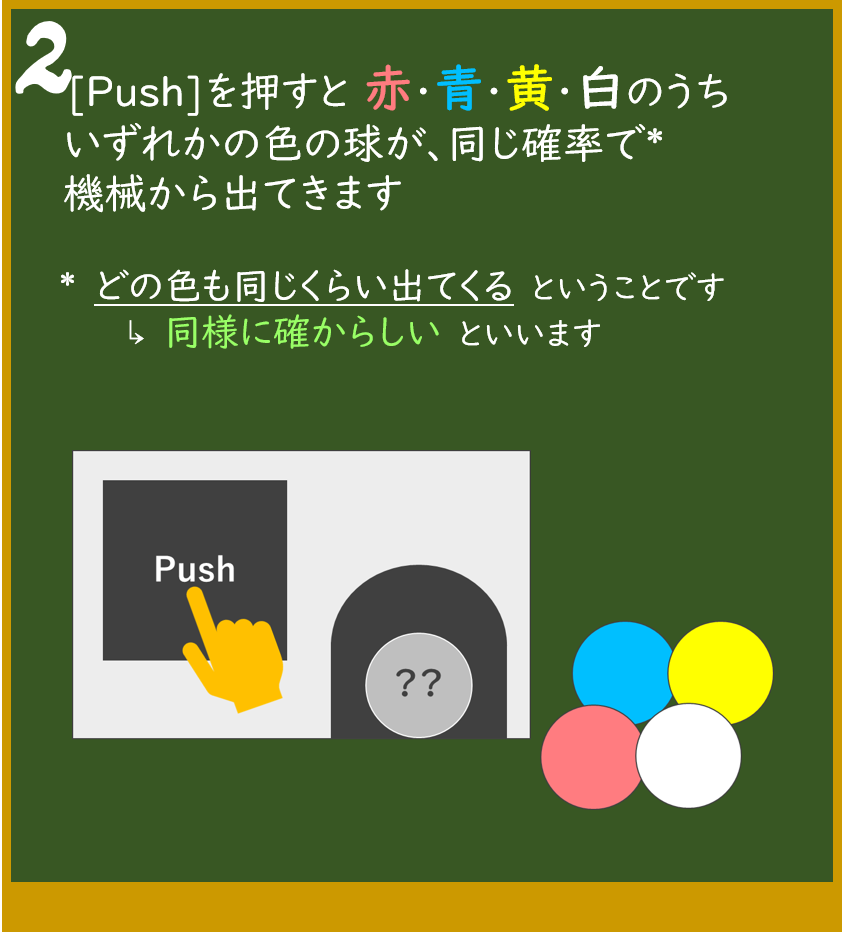 2
[Push]を押すと 赤・青・黄・白のうち
いずれかの色の球が、同じ確率で*
機械から出てきます
* どの色も同じくらい出てくる ということです
↳ 同様に確からしい といいます
Push
??